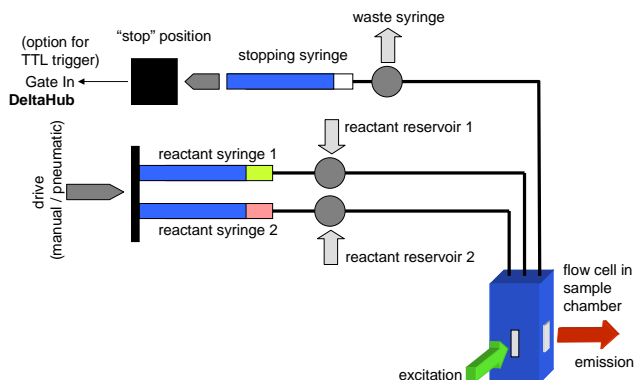 waste syringe
(option for
TTL trigger)
Gate In
DeltaHub
“stop” position
stopping syringe
reactant reservoir 1
reactant syringe 1
drive
(manual / pneumatic)
reactant syringe 2
reactant reservoir 2
flow cell in
sample
chamber
emission
excitation